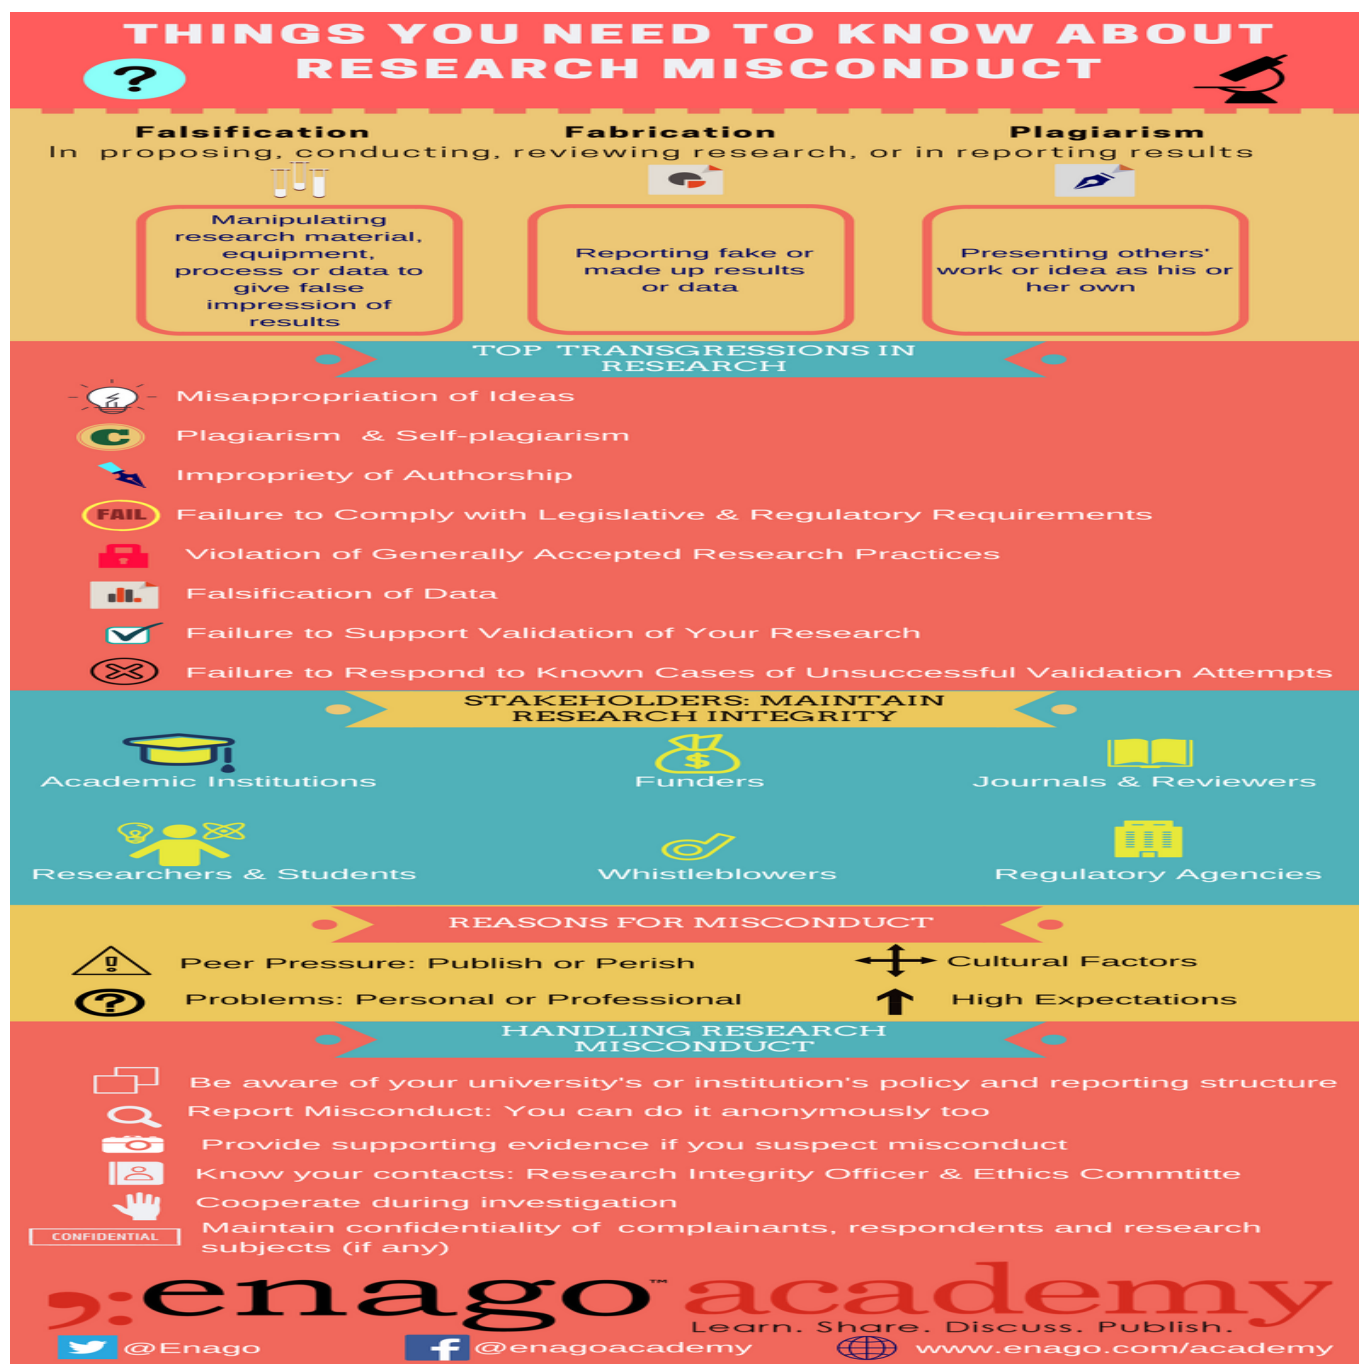 THINGS YOU NEED TO KNOW ABOUT
RESEARCH MISCONDUCT
?
Falsification
Fabrication
Plagiarism
In proposing, conducting, reviewing research, or in reporting results
Manipulating
research material,
equipment,
process or data to
give false
impression of
results
Reporting fake or
made up results
or data
Presenting others'
work or idea as his or
her own
TOP TRANSGRESSIONS IN
RESEARCH
Misappropriation of Ideas
C
Plagiarism & Self-plagiarism
Impropriety of Authorship
FAIL
Failure to Comply with Legislative & Regulatory Requirements
Violation of Generally Accepted Research Practices
Falsification of Data
Failure to Support Validation of Your Research
Failure to Respond to Known Cases of Unsuccessful Validation Attempts
STAKEHOLDERS: MAINTAIN
RESEARCH INTEGRITY
$
Academic Institutions
Funders
Journals & Reviewers
Researchers & Students
Whistleblowers
Regulatory Agencies
REASONS FOR MISCONDUCT
!
Peer Pressure: Publish or Perish
Cultural Factors
?
Problems: Personal or Professional
High Expectations
HANDLING RESEARCH
MISCONDUCT
Be aware of your university's or institution's policy and reporting structure
Report Misconduct: You can do it anonymously too
Provide supporting evidence if you suspect misconduct
Know your contacts: Research Integrity Officer & Ethics Commtitte
Cooperate during investigation
CONFIDENTIAL
Maintain confidentiality of complainants, respondents and research
subjects (if any)
enago™ academy
Learn. Share. Discuss. Publish.
@Enago
f @enagoacademy
www.enago.com/academy